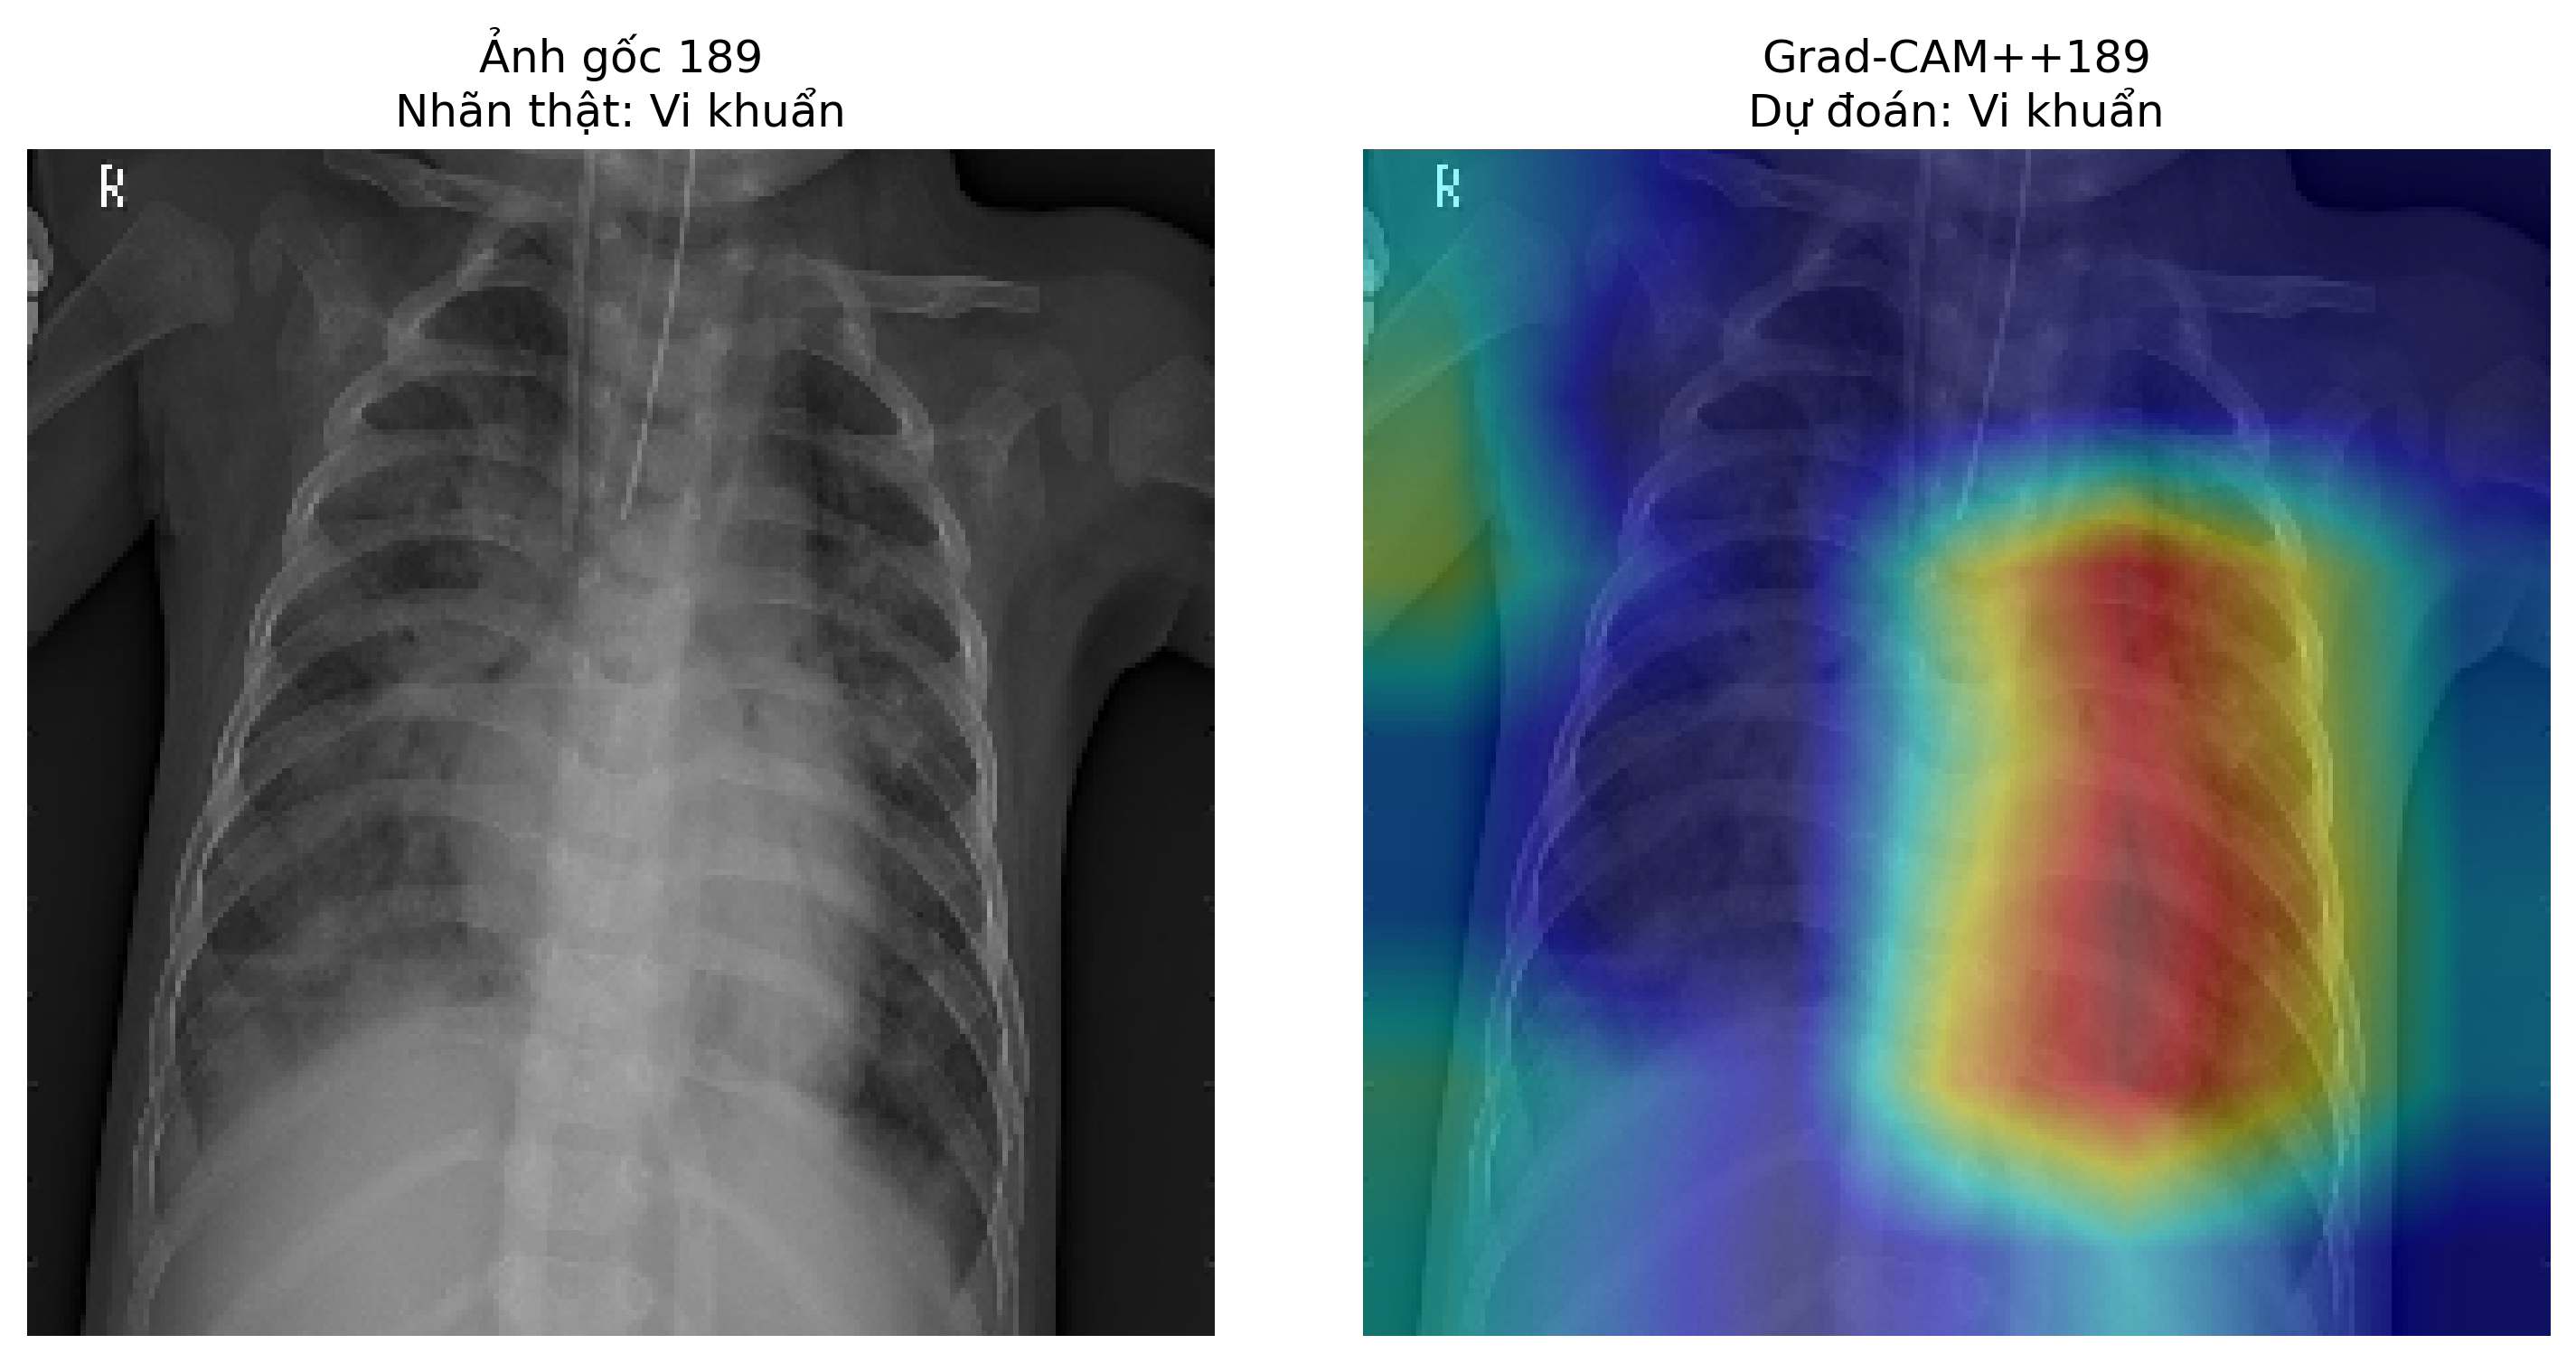 Ảnh gốc 189
Nhãn thật: Vi khuẩn
R
Grad-CAM++189
Dự đoán: Vi khuẩn
R